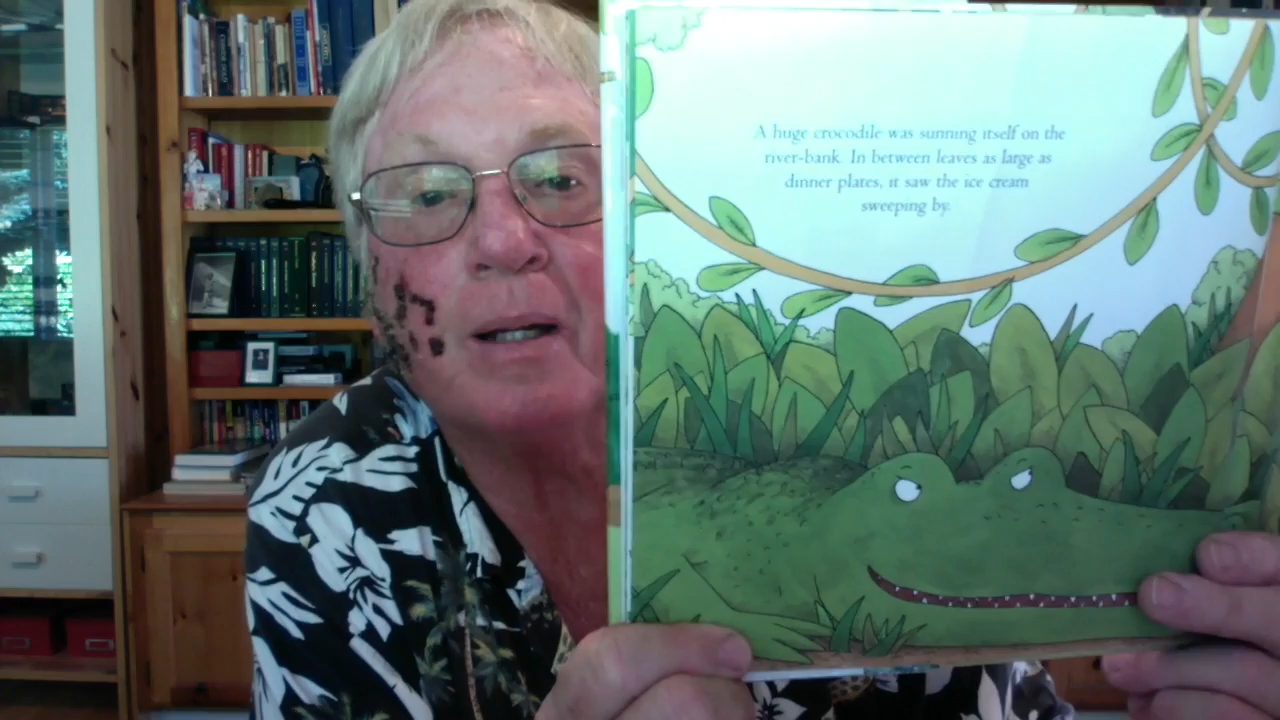 A huge crocodile was sunning itself on the
river-bank. In between leaves as large as
dinner plates, it saw the ice cream
sweeping by.